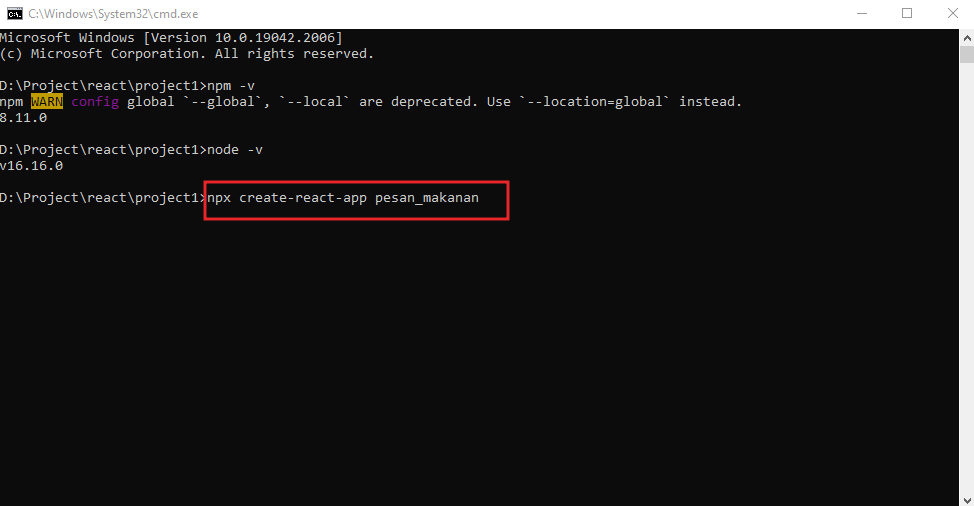 C:\Windows\System32\cmd.exe
Microsoft Windows [Version 10.0.19042.2006]
(c) Microsoft Corporation. All rights reserved.
D:\Project\react\project1>npm -v
npm WARN config global `--global`, `--local` are deprecated. Use `--location=global` instead.
8.11.0
D:\Project\react\project1>node -v
v16.16.0
D:\Project\react\project1>npx create-react-app pesan_makanan